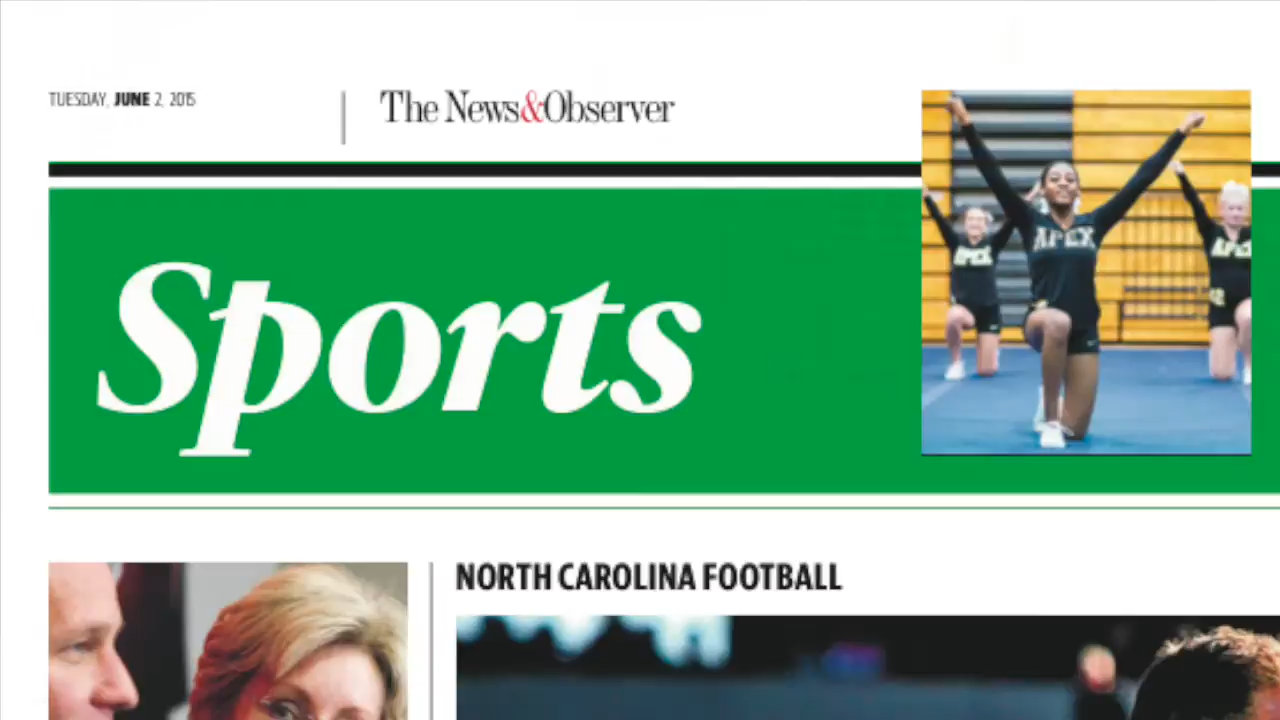 TUESDAY, JUNE 2, 2015
The News&Observer
Sports
APEX
APEX
APEX
NORTH CAROLINA FOOTBALL